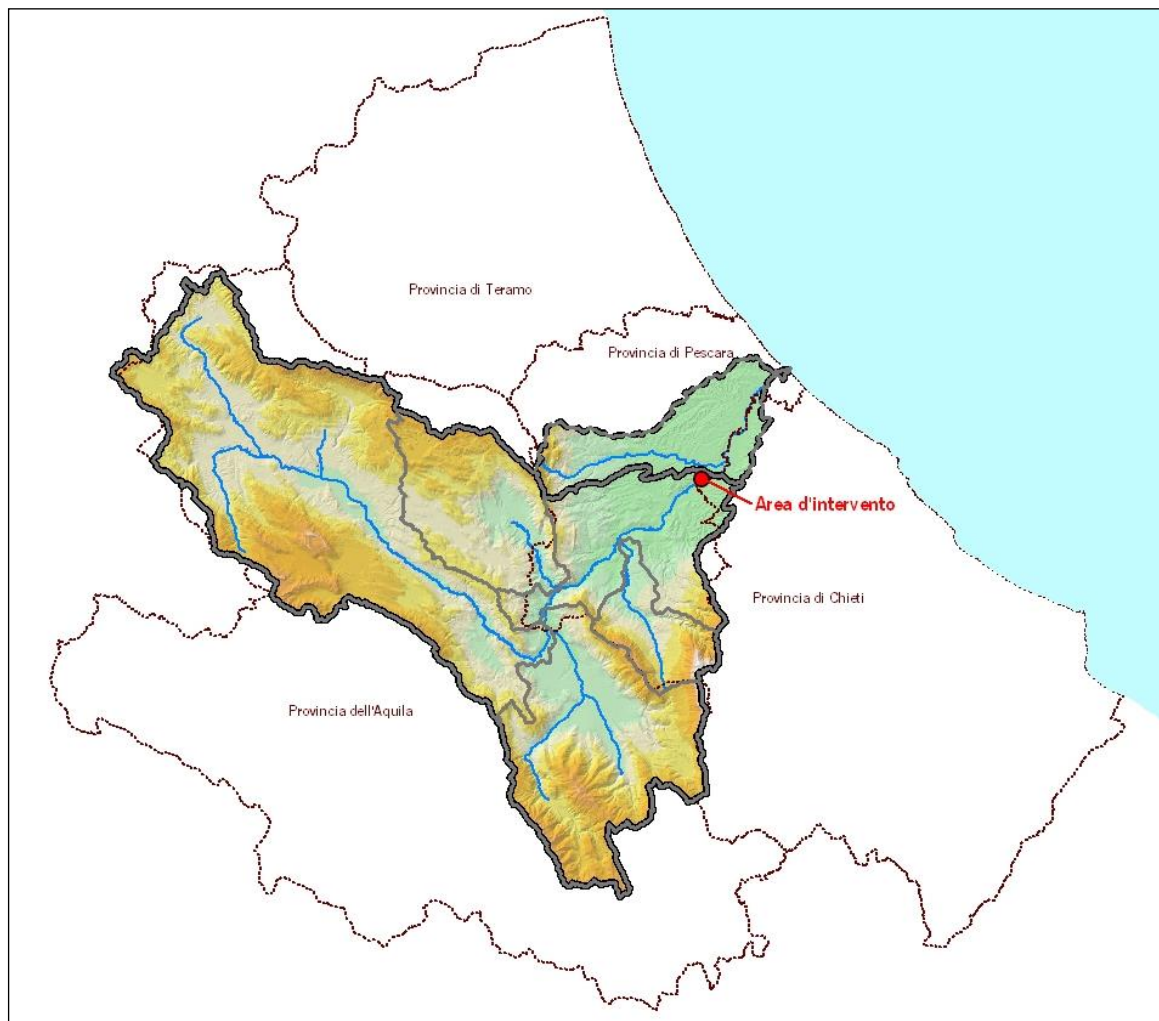 Provincia di Teramo
Provincia di Pescara
Area d'intervento
Provincia di Chieti
Provincia dell'Aquila